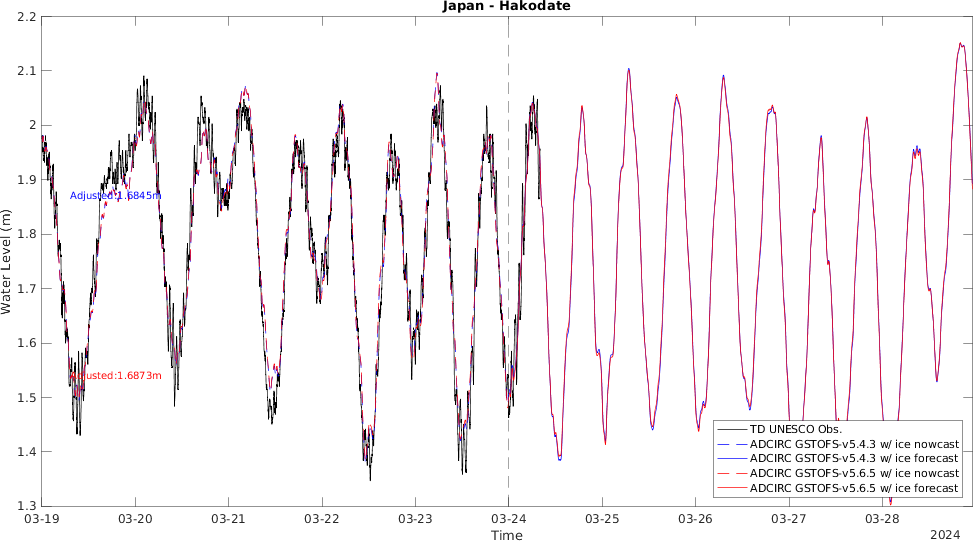 Japan - Hakodate
2.2
2.1
2
1.9
1.8
1.7
1.6
1.5
1.4
1.3
Water Level (m)
Adjusted:1.6845m
Adjusted:1.6873m
TD UNESCO Obs.
ADCIRC GSTOFS-v5.4.3 w/ ice nowcast
ADCIRC GSTOFS-v5.4.3 w/ ice forecast
ADCIRC GSTOFS-v5.6.5 w/ ice nowcast
ADCIRC GSTOFS-v5.6.5 w/ ice forecast
03-19 03-20 03-21 03-22 03-23 03-24 03-25 03-26 03-27 03-28
Time
2024